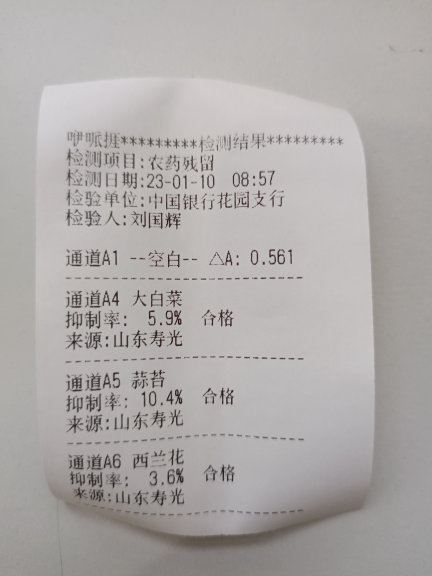 咿哌捱*********检测结果*********
检测项目:农药残留
检测日期:23-01-10 08:57
检验单位:中国银行花园支行
检验人:刘国辉
通道A1 --空白-- △A: 0.561
通道A4 大白菜
抑制率: 5.9% 合格
来源:山东寿光
通道A5 蒜苔
抑制率: 10.4% 合格
来源:山东寿光
通道A6 西兰花
抑制率: 3.6% 合格
来源:山东寿光